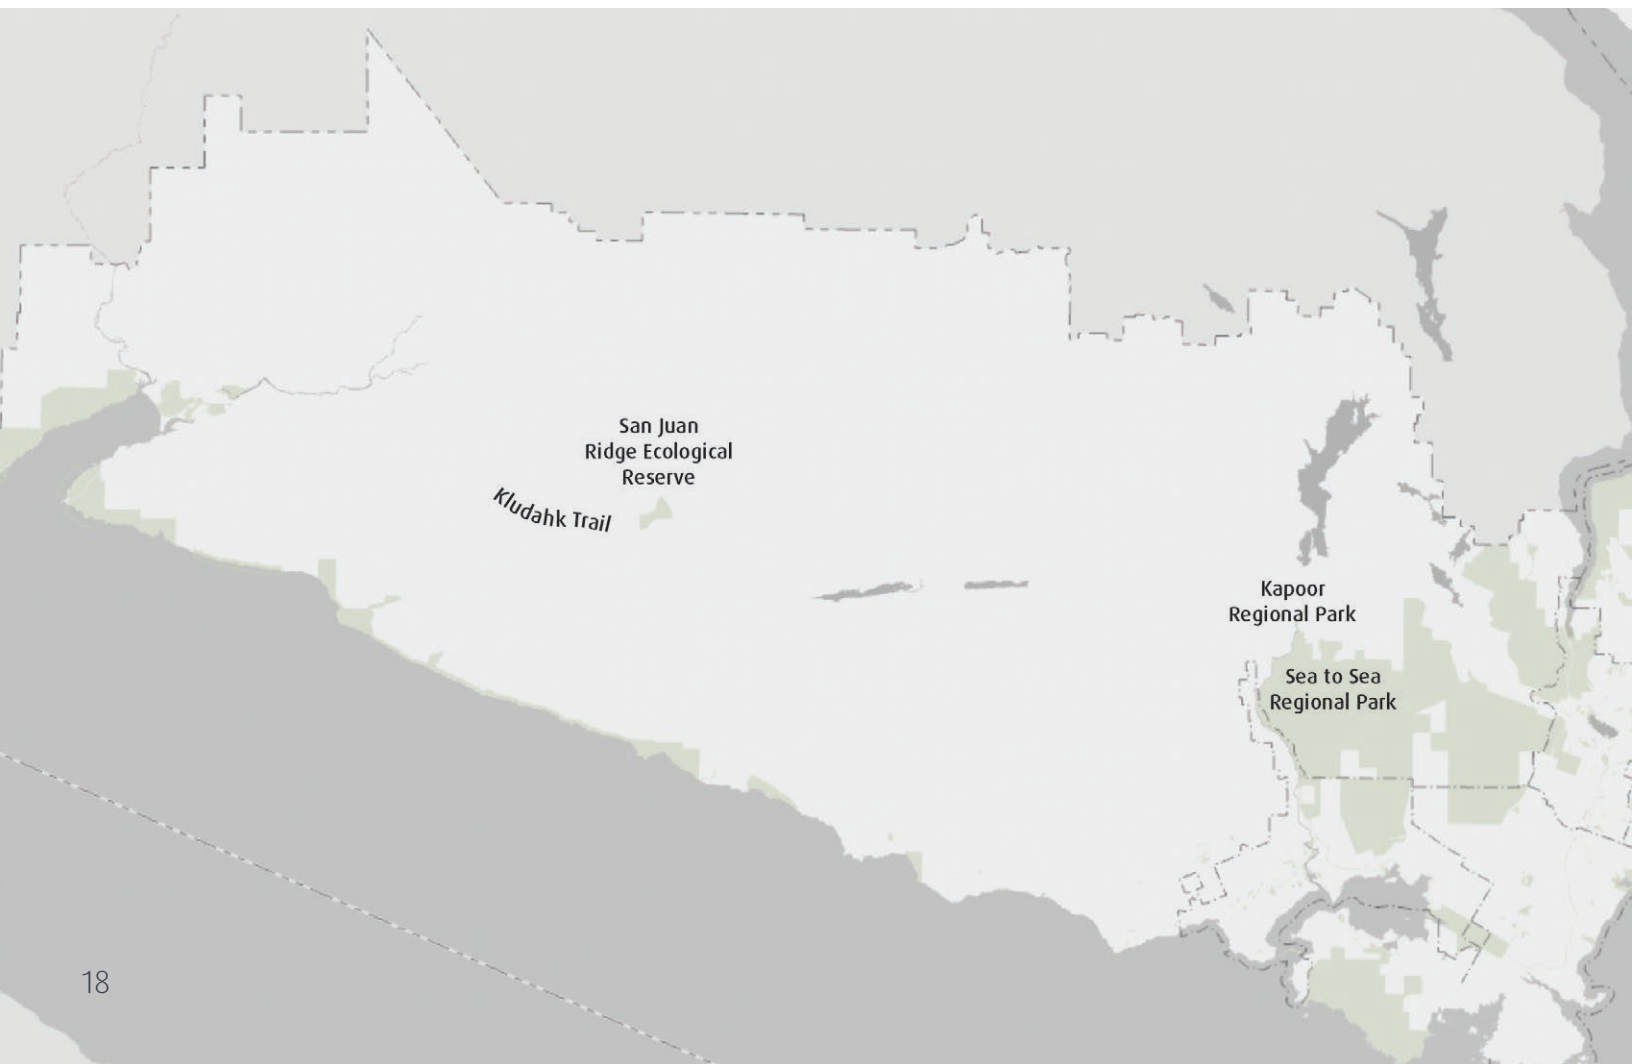 San Juan
Ridge Ecological
Reserve
Kludahk Trail
Kapoor
Regional Park
Sea to Sea
Regional Park
18